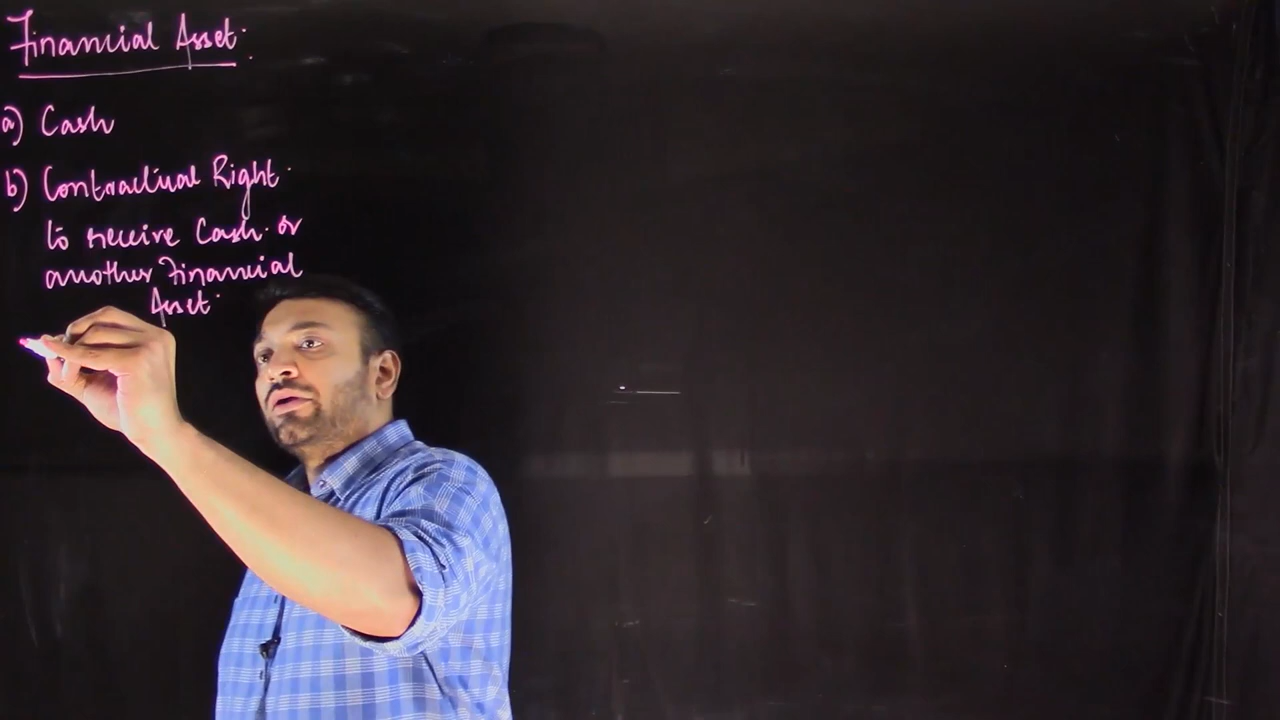 Financial Asset.
a) Cash
b) Contractual Right.
to receive Cash. or
another Financial
Asset.